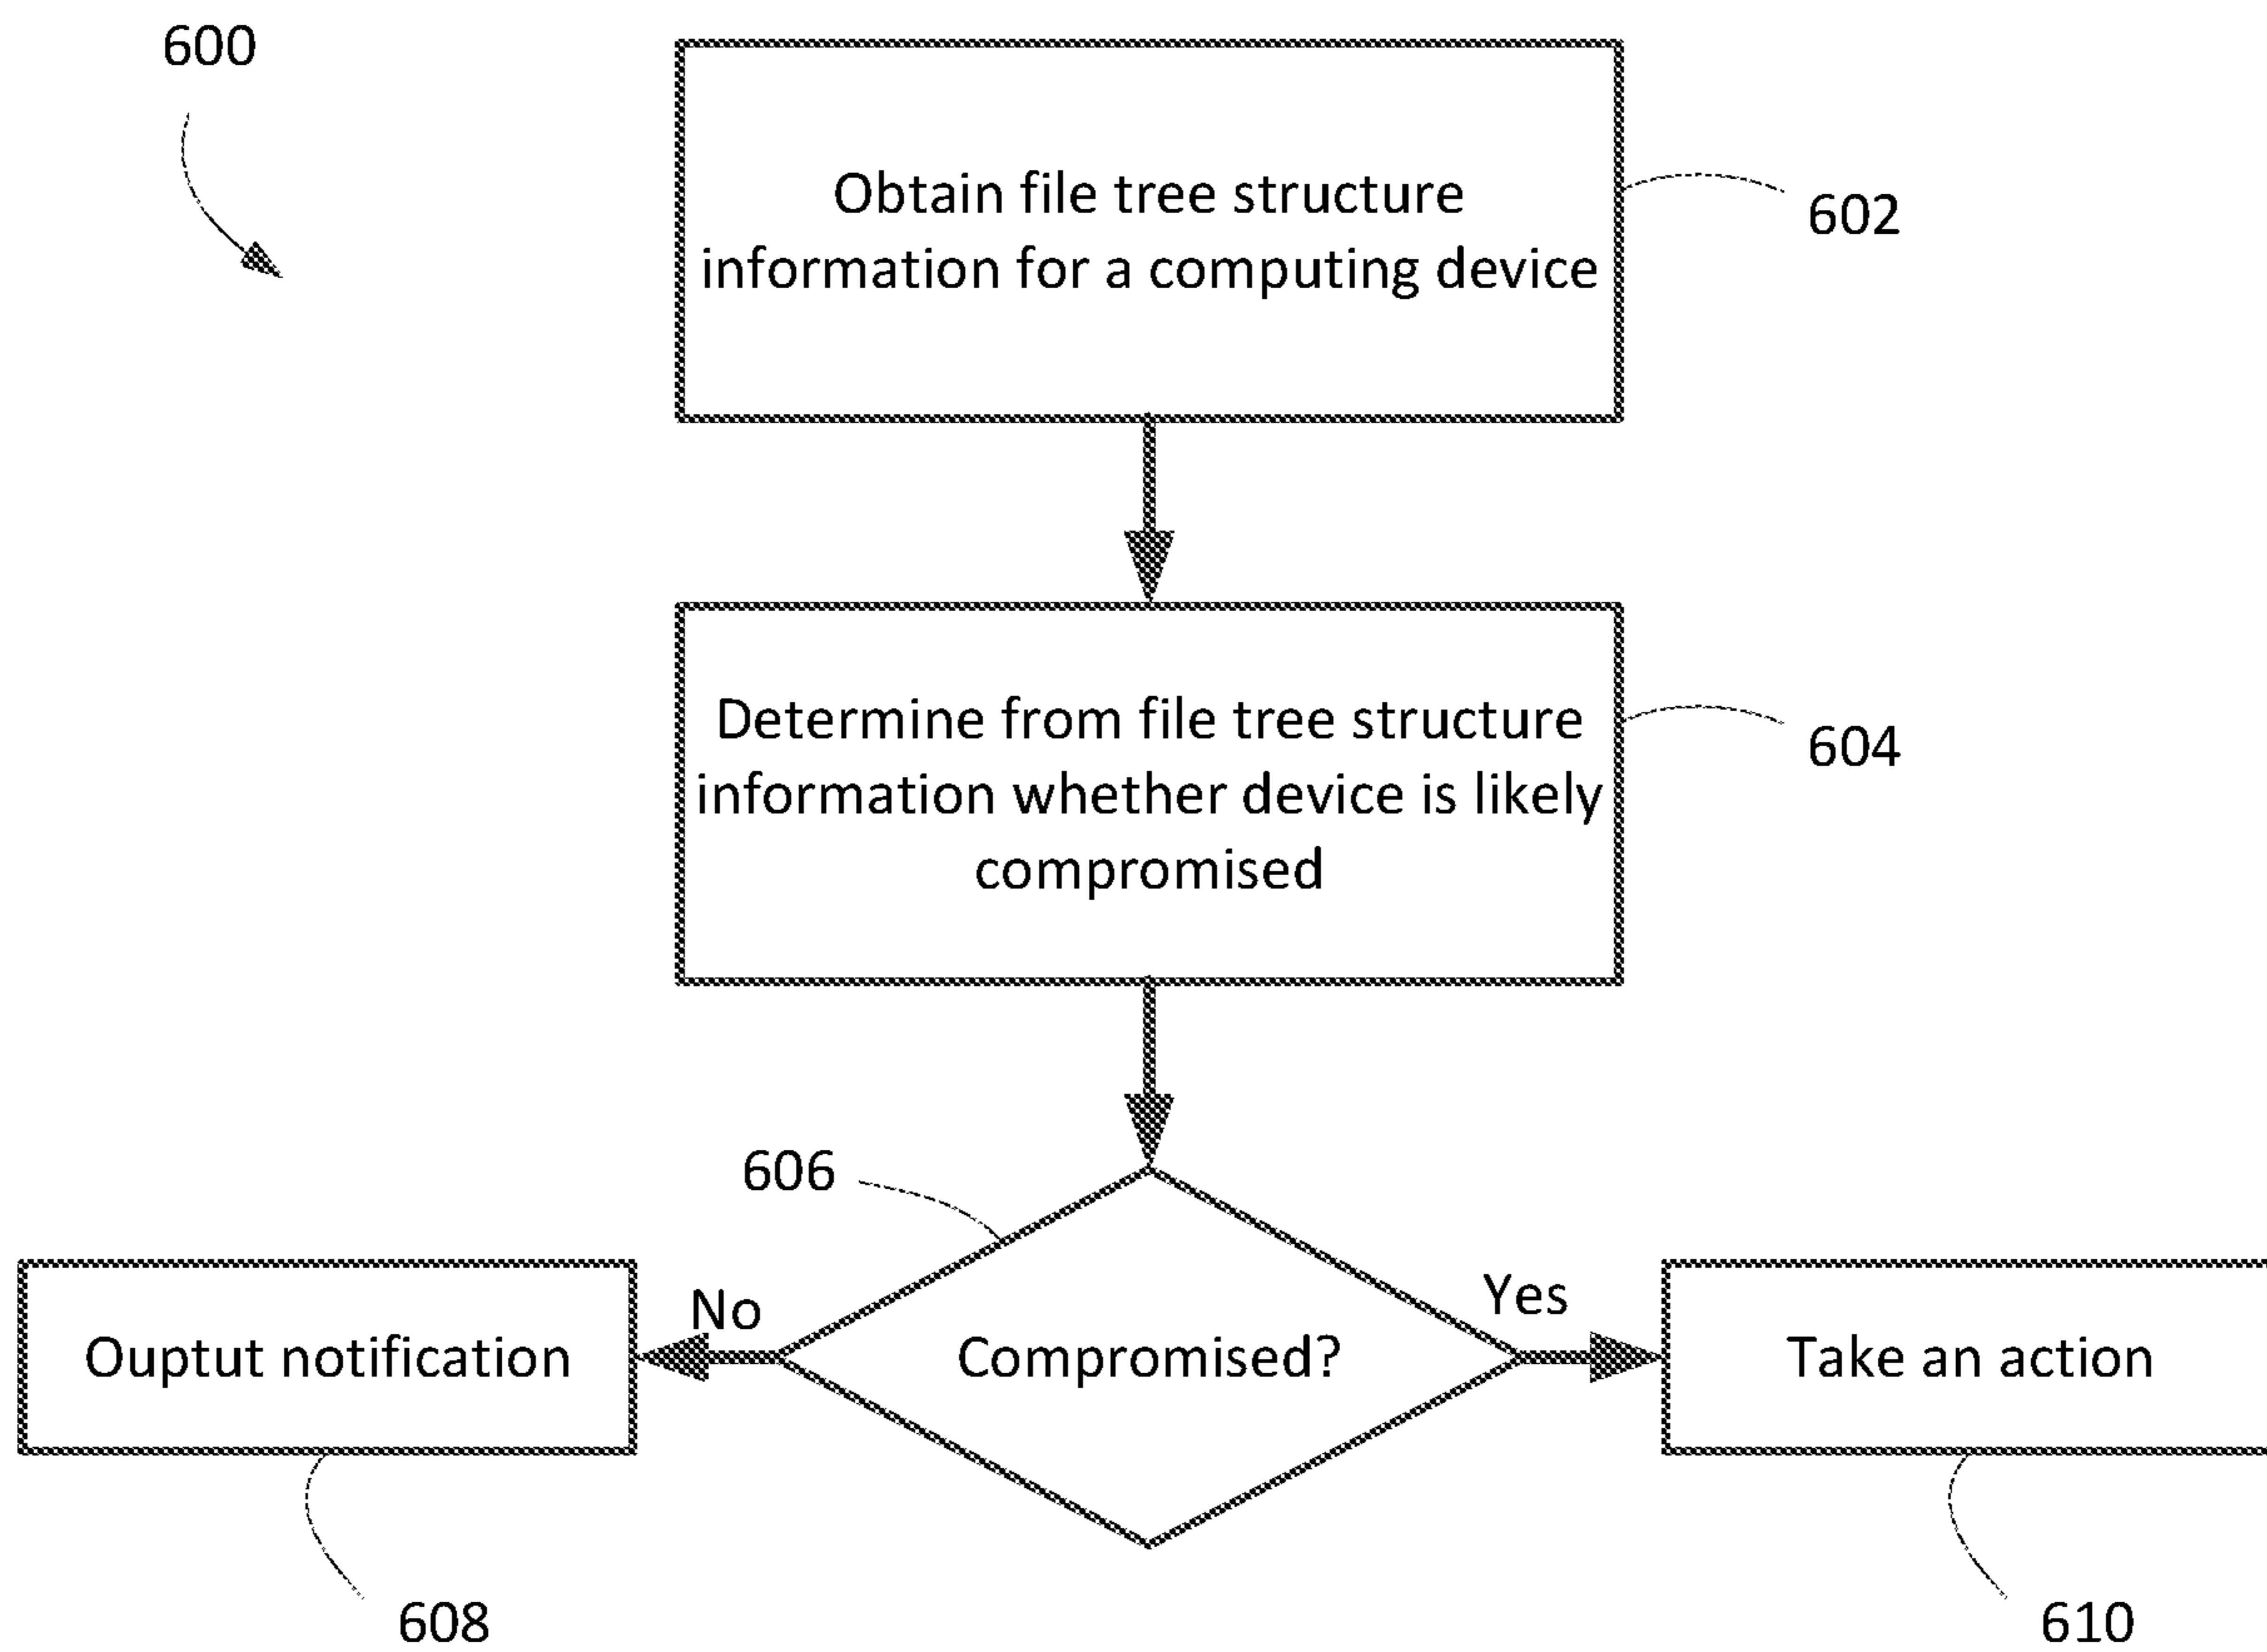 600
Obtain file tree structure
information for a computing device
602
Determine from file tree structure
information whether device is likely
compromised
604
606
No
Yes
Ouptut notification
Compromised?
Take an action
608
610